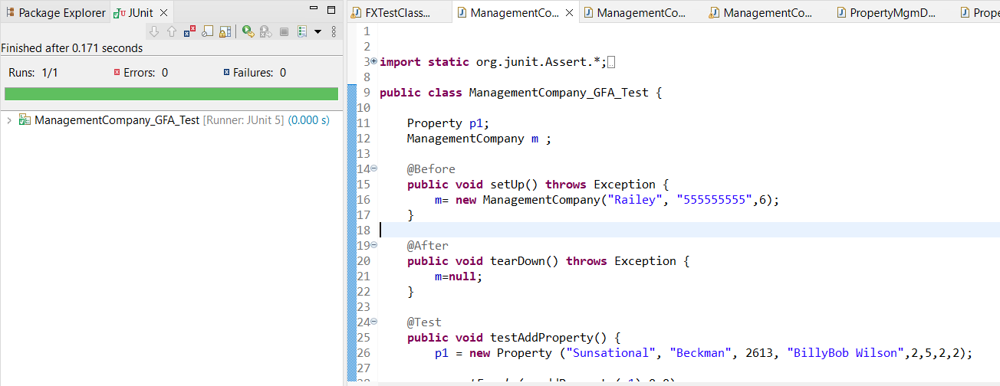 Package Explorer JUnit
Finished after 0.171 seconds
Runs: 1/1 Errors: 0 Failures: 0
ManagementCompany_GFA_Test [Runner: JUnit 5] (0.000 s)
FXTestClass... ManagementCo... ManagementCo... ManagementCo... PropertyMgmD... Prope
1
2
3 import static org.junit.Assert.*;
8
9 public class ManagementCompany_GFA_Test {
10
11 Property p1;
12 ManagementCompany m ;
13
14 @Before
15 public void setUp() throws Exception {
16 m= new ManagementCompany("Railey", "555555555",6);
17 }
18
19 @After
20 public void tearDown() throws Exception {
21 m=null;
22 }
23
24 @Test
25 public void testAddProperty() {
26 p1 = new Property ("Sunsational", "Beckman", 2613, "BillyBob Wilson",2,5,2,2);
27